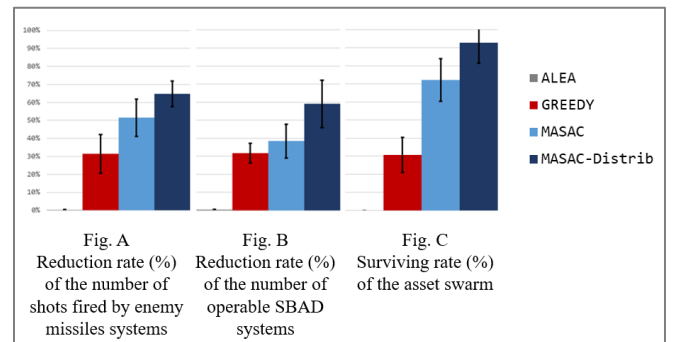 100%
90%
80%
70%
60%
50%
40%
30%
20%
10%
0%
ALEA
GREEDY
MASAC
MASAC-Distrib
Fig. A
Reduction rate (%)
of the number of
shots fired by enemy
missiles systems
Fig. B
Reduction rate (%)
of the number of
operable SBAD
systems
Fig. C
Surviving rate (%)
of the asset swarm